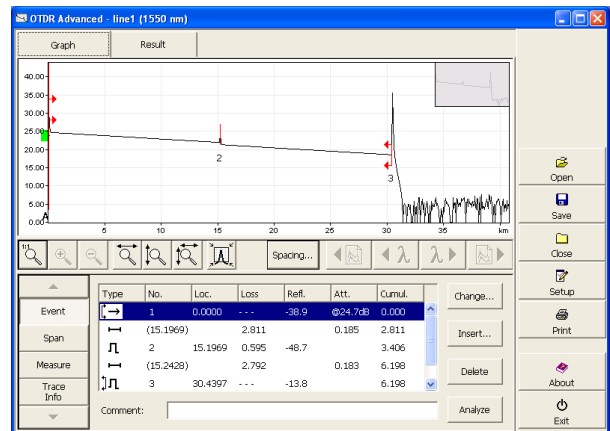 OTDR Advanced - line1 (1550 nm)
Graph Result
40.00
35.00
30.00
25.00
20.00
15.00
10.00
5.00
0.00
A
2
3
5 10 15 20 25 30 35 km
1:1 Spacing... λ λ
Event
Span
Measure
Trace Info
Type No. Loc. Loss Refl. Att. Cumul.
1 0.0000 --- -38.9 @24.7dB 0.000
(15.1969) 2.811 0.185 2.811
2 15.1969 0.595 -48.7 3.406
(15.2428) 2.792 0.183 6.198
3 30.4397 --- -13.8 6.198
Comment:
Change...
Insert...
Delete
Analyze
Open
Save
Close
Setup
Print
About
Exit